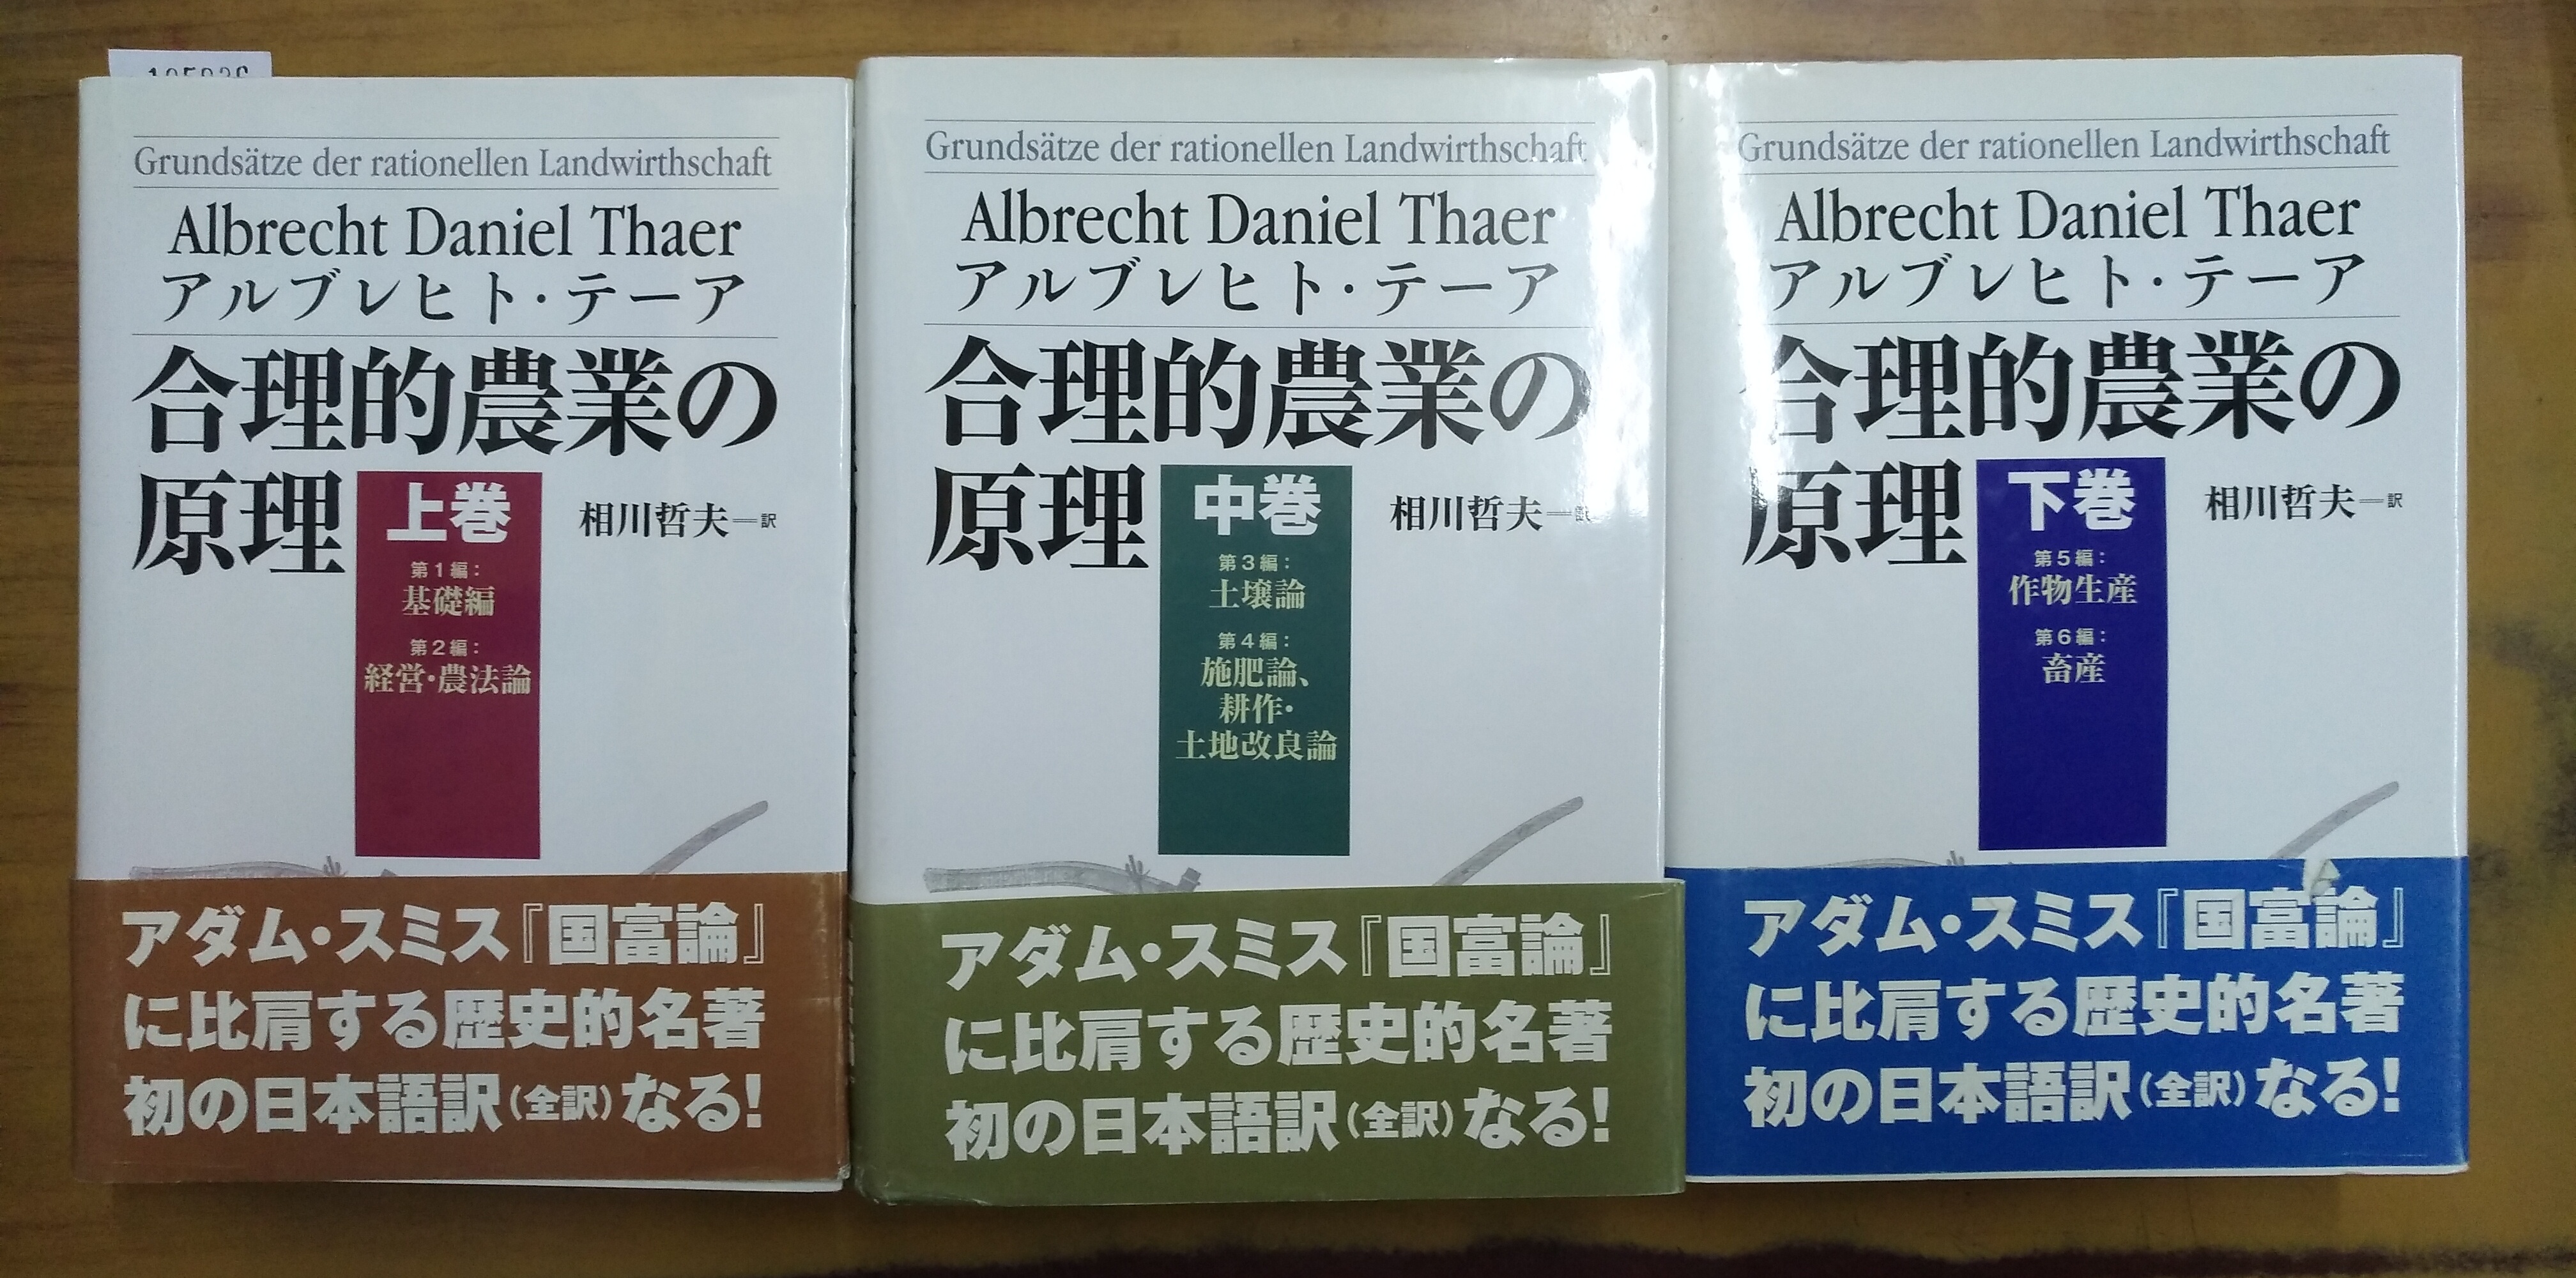 Grundsätze der rationellen Landwirthschaft
Albrecht Daniel Thaer
アルブレヒト・テーア
合理的農業の
原理
上巻
相川哲夫―訳
第1編:
基礎編
第2編:
経営・農法論
アダム・スミス『国富論』
に比肩する歴史的名著
初の日本語訳(全訳)なる!
Grundsätze der rationellen Landwirthschaft
Albrecht Daniel Thaer
アルブレヒト・テーア
合理的農業の
原理
中巻
相川哲夫―訳
第3編:
土壌論
第4編:
施肥論、
耕作・
土地改良論
アダム・スミス『国富論』
に比肩する歴史的名著
初の日本語訳(全訳)なる!
Grundsätze der rationellen Landwirthschaft
Albrecht Daniel Thaer
アルブレヒト・テーア
合理的農業の
原理
下巻
相川哲夫―訳
第5編:
作物生産
第6編:
畜産
アダム・スミス『国富論』
に比肩する歴史的名著
初の日本語訳(全訳)なる!